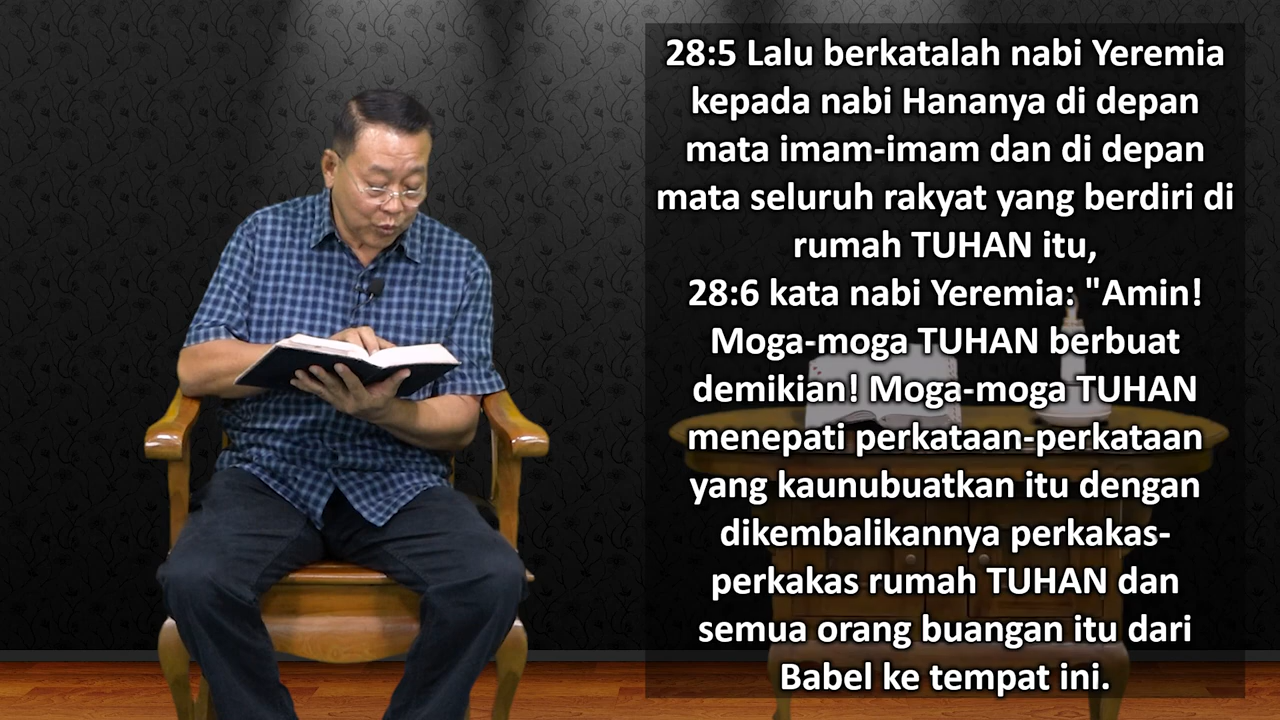 28:5 Lalu berkatalah nabi Yeremia
kepada nabi Hananya di depan
mata imam-imam dan di depan
mata seluruh rakyat yang berdiri di
rumah TUHAN itu,
28:6 kata nabi Yeremia: "Amin!
Moga-moga TUHAN berbuat
demikian! Moga-moga TUHAN
menepati perkataan-perkataan
yang kaunubuatkan itu dengan
dikembalikannya perkakas-
perkakas rumah TUHAN dan
semua orang buangan itu dari
Babel ke tempat ini.